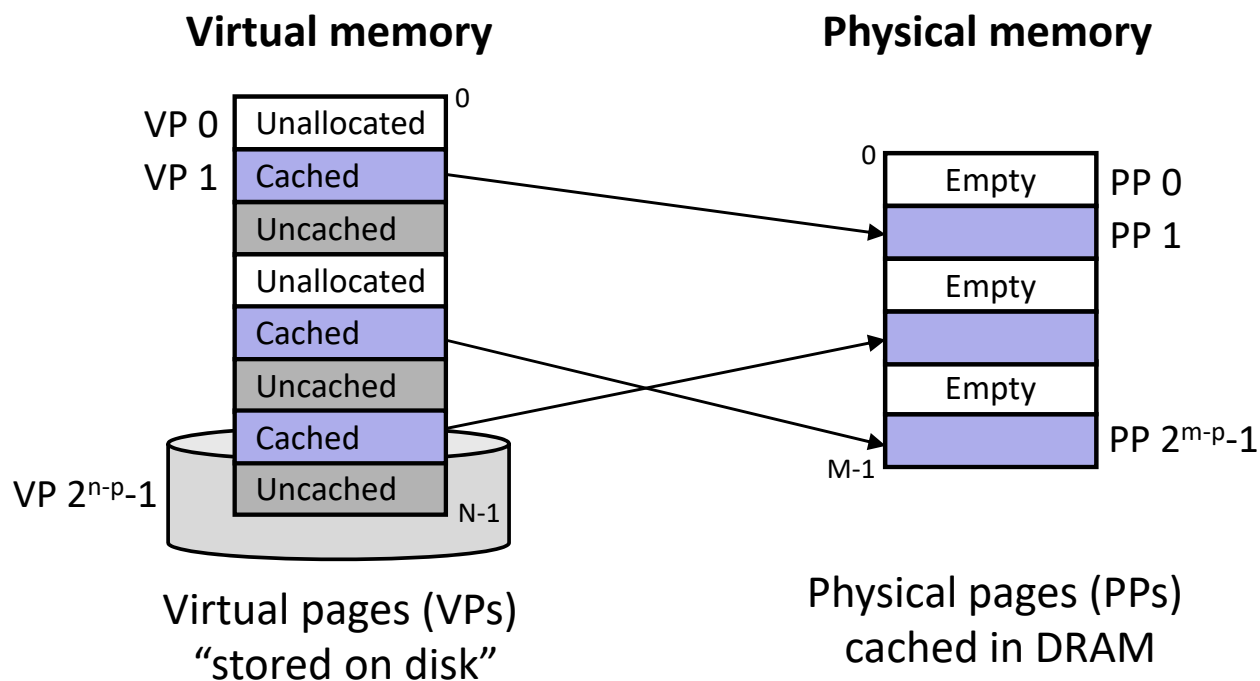 Virtual memory
Physical memory
0
VP 0
Unallocated
VP 1
Cached
Uncached
Unallocated
Cached
Uncached
Cached
Uncached
VP 2ⁿ⁻ᵖ-1
N-1
0
Empty
PP 0
PP 1
Empty
Empty
PP 2ᵐ⁻ᵖ-1
M-1
Virtual pages (VPs)
“stored on disk”
Physical pages (PPs)
cached in DRAM